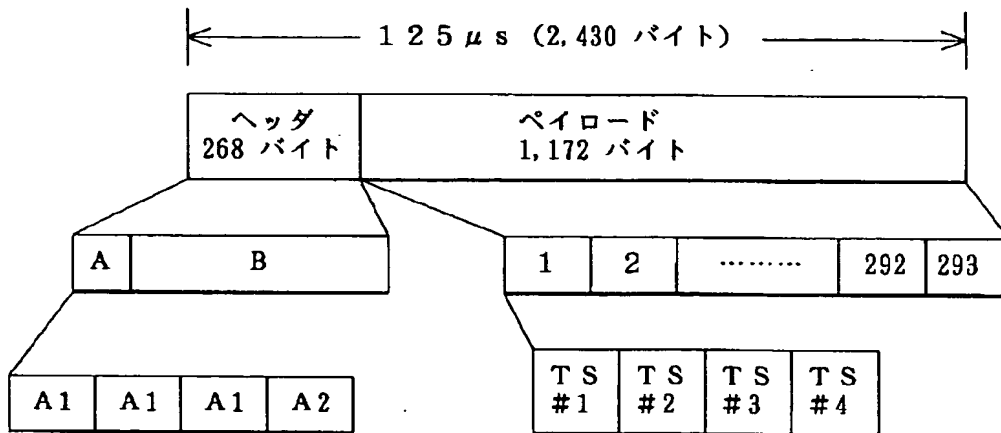 125μs (2,430 バイト)
ヘッダ
268 バイト
ペイロード
1,172 バイト
A
B
1
2
………
292
293
A1
A1
A1
A2
TS
#1
TS
#2
TS
#3
TS
#4